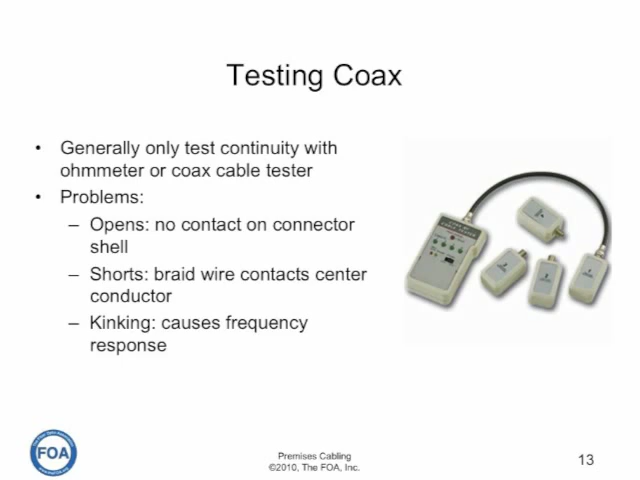 Testing Coax
• Generally only test continuity with
ohmmeter or coax cable tester
• Problems:
– Opens: no contact on connector
shell
– Shorts: braid wire contacts center
conductor
– Kinking: causes frequency
response
FOA
Premises Cabling
©2010, The FOA, Inc.
13